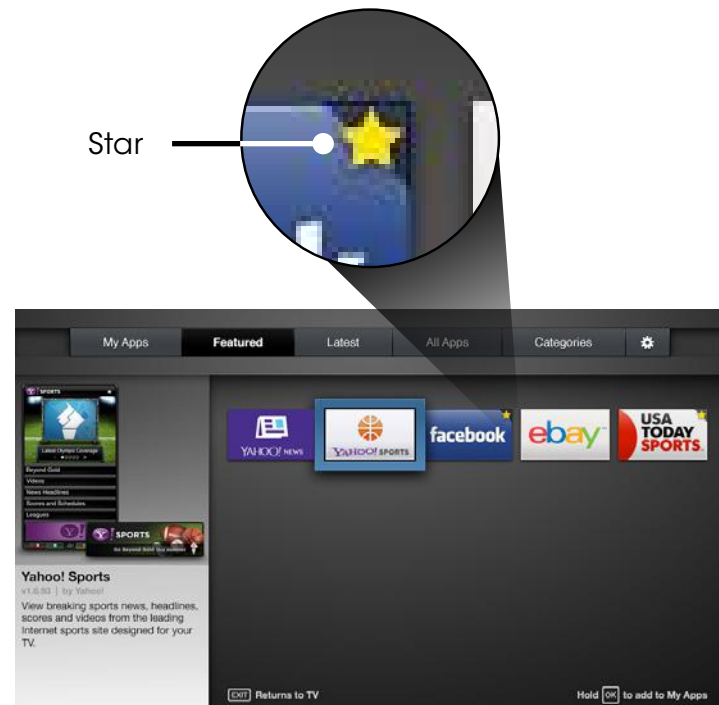 Star
My Apps
Featured
Latest
All Apps
Categories
SPORTS
Latest Olympic Coverage
Beyond Gold
Videos
News Headlines
Scores and Schedules
Leagues
Y!
Y! SPORTS
YAHOO! NEWS
YAHOO! SPORTS
facebook
ebay
USA
TODAY
SPORTS
Yahoo! Sports
v1.6.93 | by Yahoo!
View breaking sports news, headlines,
scores and videos from the leading
Internet sports site designed for your
TV.
EXIT Returns to TV
Hold OK to add to My Apps